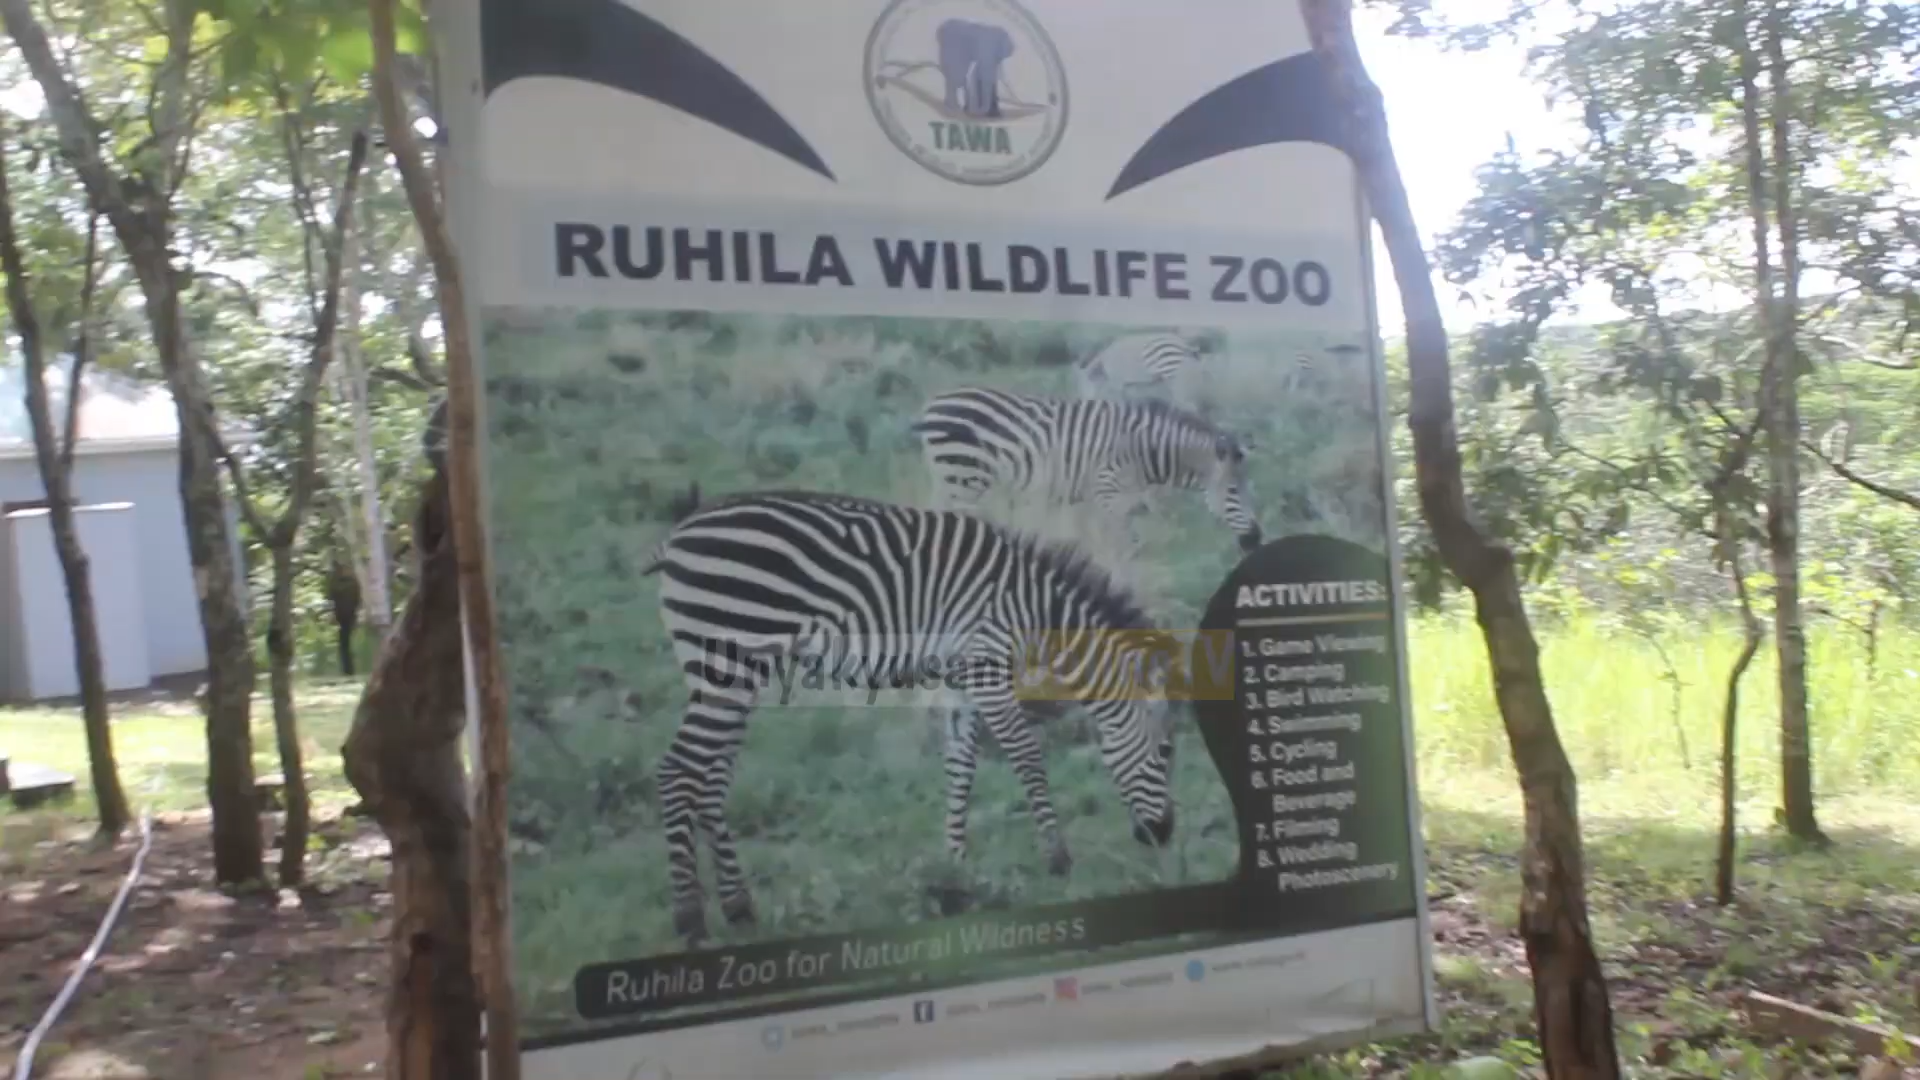 TAWA
RUHILA WILDLIFE ZOO
ACTIVITIES:
1. Game Viewing
2. Camping
3. Bird Watching
4. Swimming
5. Cycling
6. Food and
Beverage
7. Filming
8. Wedding
Photoscenery
Ruhila Zoo for Natural Wildness